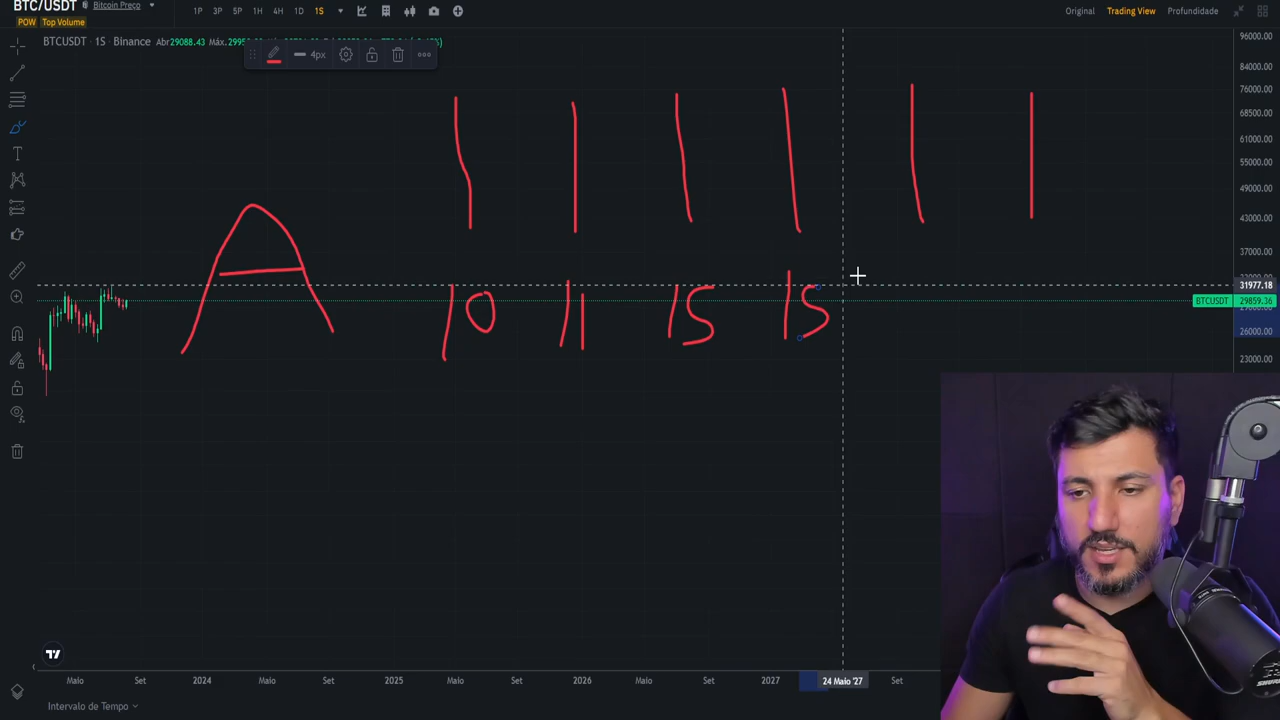 BTC/USDT Bitcoin Preço
POW Top Volume
1P 3P 5P 1H 4H 1D 1S
Original Trading View Profundidade
BTCUSDT · 1S · Binance Abr29088.43 Máx.
4px
96000.00
84000.00
76000.00
68500.00
61000.00
55000.00
49000.00
43000.00
37000.00
31977.18
BTCUSDT 29859.36
26000.00
23000.00
A
10 11 15 15
Maio Set 2024 Maio Set 2025 Maio Set 2026 Maio Set 2027 24 Maio '27 Set
Intervalo de Tempo